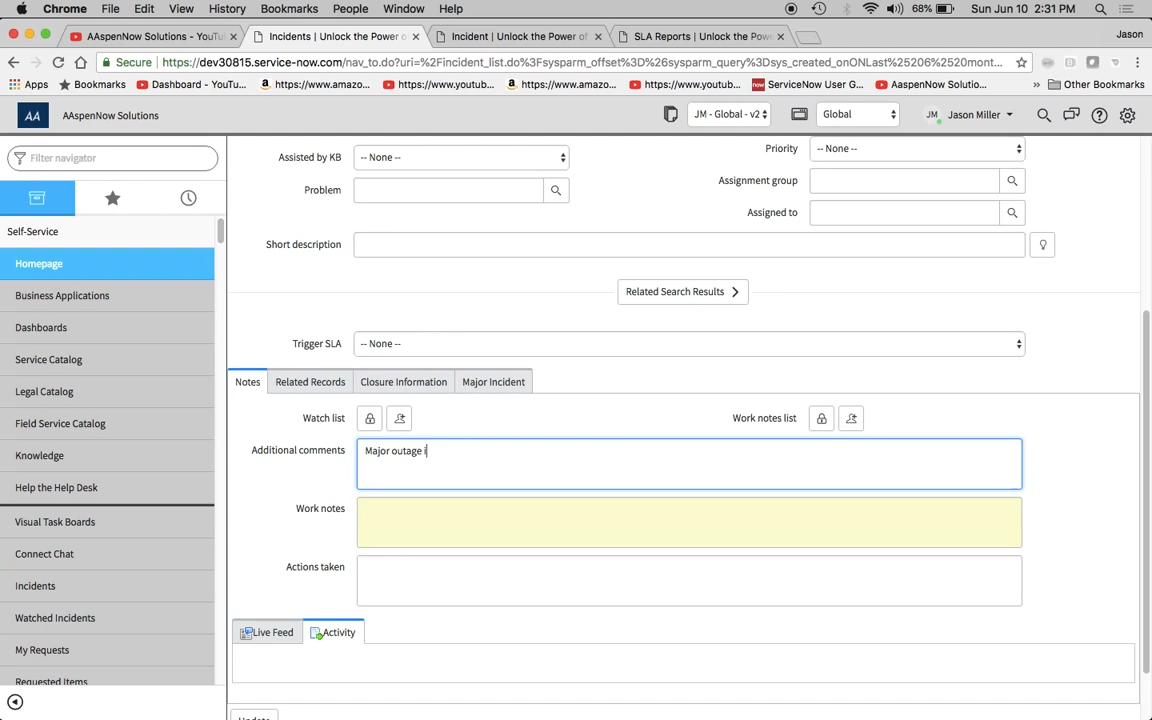 Chrome File Edit View History Bookmarks People Window Help 68% Sun Jun 10 2:31 PM
AAspenNow Solutions - YouTu Incidents | Unlock the Power o Incident | Unlock the Power of SLA Reports | Unlock the Powe Jason
Secure https://dev30815.service-now.com/nav_to.do?uri=%2Fincident_list.do%3Fsysparm_offset%3D%26sysparm_query%3Dsys_created_onONLast%25206%2520mont...
Apps Bookmarks Dashboard - YouTu... https://www.amazo... https://www.youtub... https://www.amazo... https://www.youtub... now ServiceNow User G... AAspenNow Solutio... » Other Bookmarks
AA AAspenNow Solutions JM - Global - v2 Global JM Jason Miller
Filter navigator
Self-Service
Homepage
Business Applications
Dashboards
Service Catalog
Legal Catalog
Field Service Catalog
Knowledge
Help the Help Desk
Visual Task Boards
Connect Chat
Incidents
Watched Incidents
My Requests
Requested Items
Assisted by KB -- None -- Priority -- None --
Problem Assignment group
Assigned to
Short description
Related Search Results
Trigger SLA -- None --
Notes Related Records Closure Information Major Incident
Watch list Work notes list
Additional comments Major outage i
Work notes
Actions taken
Live Feed Activity
Update